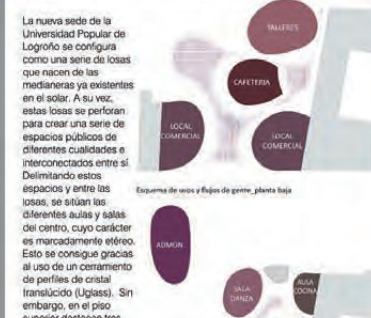 La nueva sede de la
Universidad Popular de
Logroño se configura
como una serie de losas
que nacen de las
medianeras ya existentes
en el solar. A su vez,
estas losas se perforan
para crear una serie de
espacios públicos de
diferentes cualidades e
interconectados entre sí.
Delimitando estos
espacios y entre las
losas, se sitúan las
diferentes aulas y salas
del centro, cuyo carácter
es marcadamente etéreo.
Esto se consigue gracias
al uso de un cerramiento
de perfiles de cristal
translúcido (Uglass). Sin
embargo, en el piso
superior destacan tres
TALLERES
CAFETERIA
LOCAL
COMERCIAL
LOCAL
COMERCIAL
Esquema de usos y flujos de gente_planta baja
ADMON.
SALA
DANZA
AULA
COCINA